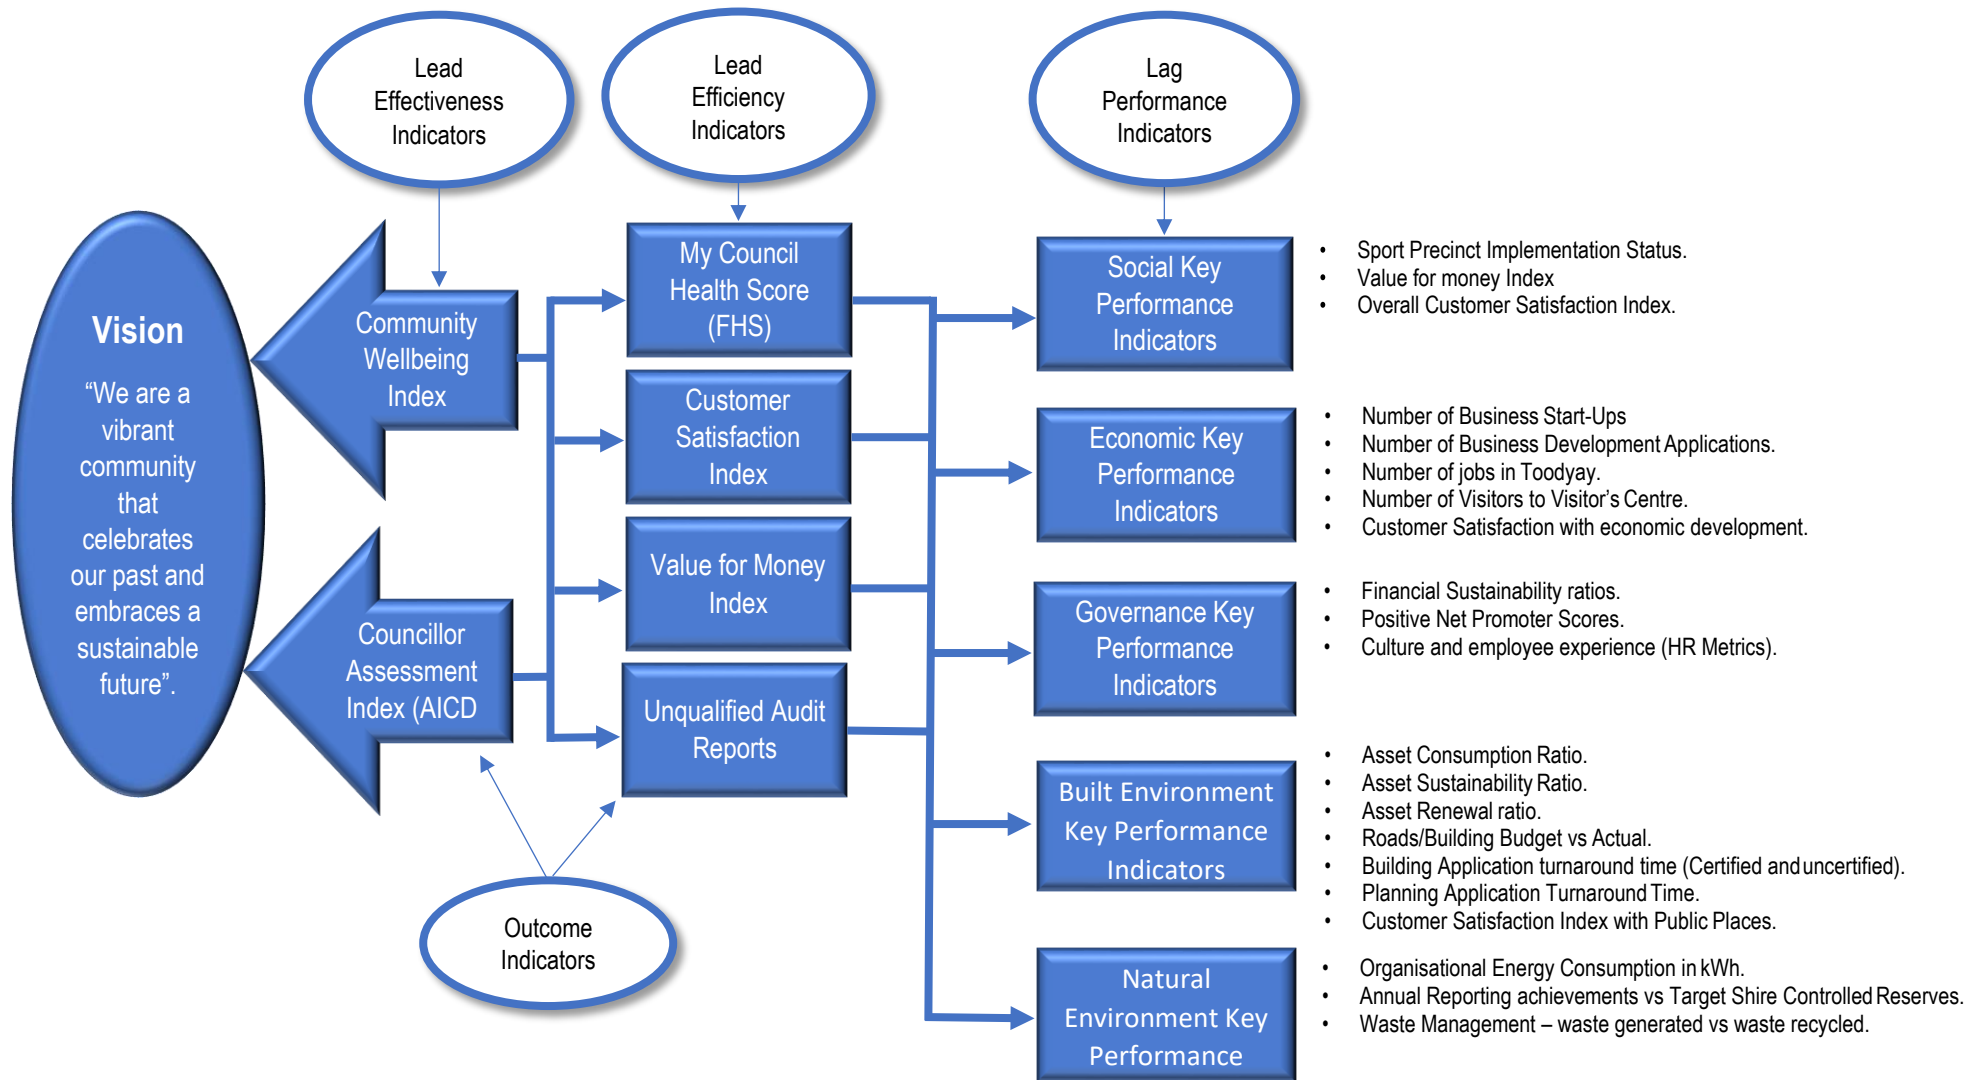 Lead
Effectiveness
Indicators
Lead
Efficiency
Indicators
Lag
Performance
Indicators
Vision
“We are a
vibrant
community
that
celebrates
our past and
embraces a
sustainable
future”.
Community
Wellbeing
Index
Councillor
Assessment
Index (AICD
My Council
Health Score
(FHS)
Customer
Satisfaction
Index
Value for Money
Index
Unqualified Audit
Reports
Outcome
Indicators
Social Key
Performance
Indicators
• Sport Precinct Implementation Status.
• Value for money Index
• Overall Customer Satisfaction Index.
Economic Key
Performance
Indicators
• Number of Business Start-Ups
• Number of Business Development Applications.
• Number of jobs in Toodyay.
• Number of Visitors to Visitor’s Centre.
• Customer Satisfaction with economic development.
Governance Key
Performance
Indicators
• Financial Sustainability ratios.
• Positive Net Promoter Scores.
• Culture and employee experience (HR Metrics).
Built Environment
Key Performance
Indicators
• Asset Consumption Ratio.
• Asset Sustainability Ratio.
• Asset Renewal ratio.
• Roads/Building Budget vs Actual.
• Building Application turnaround time (Certified and uncertified).
• Planning Application Turnaround Time.
• Customer Satisfaction Index with Public Places.
Natural
Environment Key
Performance
• Organisational Energy Consumption in kWh.
• Annual Reporting achievements vs Target Shire Controlled Reserves.
• Waste Management – waste generated vs waste recycled.